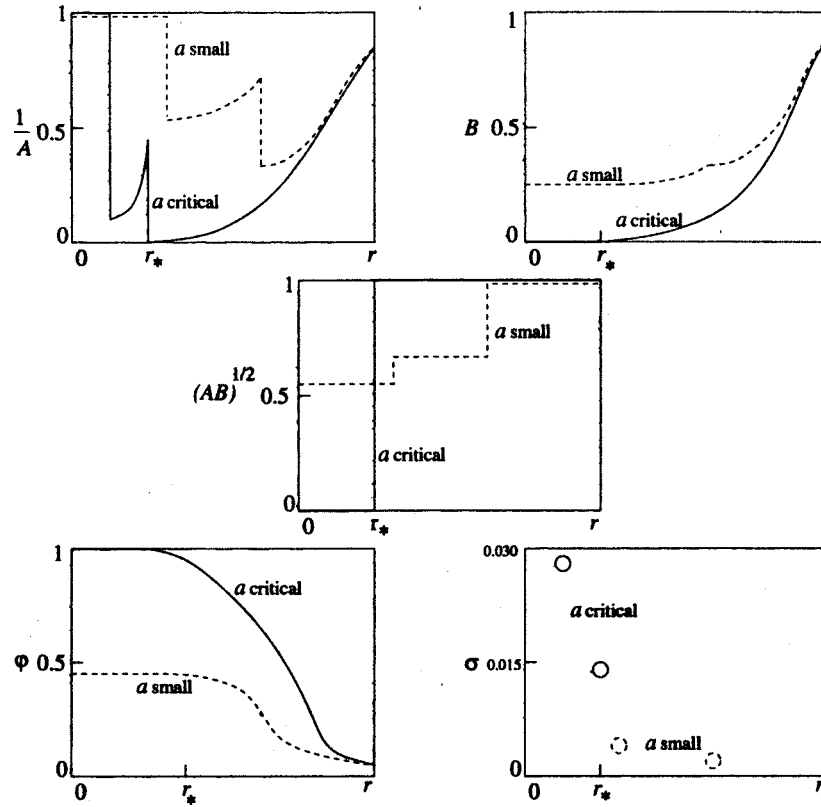 1
a small
1/A 0.5
a critical
0
0 r* r
1
B 0.5
a small
a critical
0
0 r* r
1
a small
(AB)^1/2 0.5
a critical
0
0 r* r
1
a critical
φ 0.5
a small
0
0 r* r
0.030
a critical
σ 0.015
a small
0
0 r* r